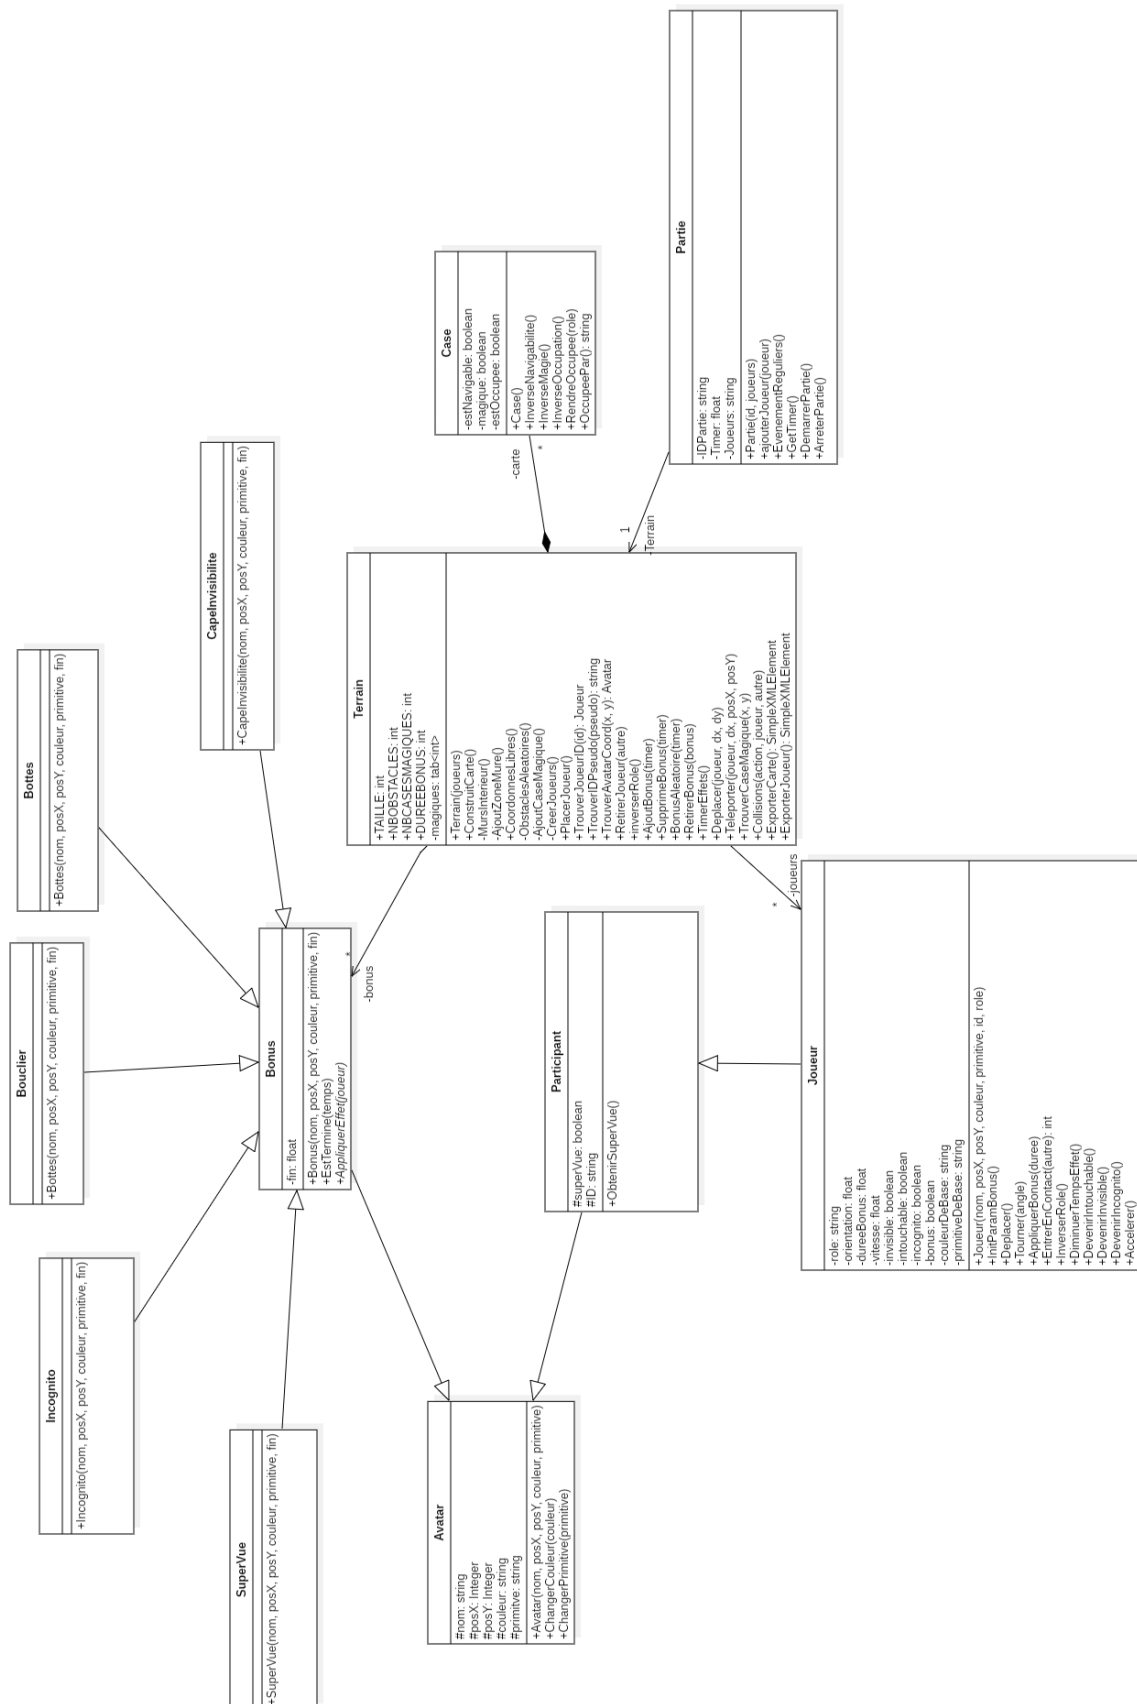 SuperVue
+SuperVue(nom, posX, posY, couleur, primitive, fin)
Incognito
+Incognito(nom, posX, posY, couleur, primitive, fin)
Bouclier
+Bottes(nom, posX, posY, couleur, primitive, fin)
Bottes
+Bottes(nom, posX, posY, couleur, primitive, fin)
CapeInvisibilite
+CapeInvisibilite(nom, posX, posY, couleur, primitive, fin)
Bonus
-fin: float
+Bonus(nom, posX, posY, couleur, primitive, fin)
+EstTermine(temps)
+AppliquerEffet(joueur)
*
-bonus
Avatar
#nom: string
#posX: Integer
#posY: Integer
#couleur: string
#primitve: string
+Avatar(nom, posX, posY, couleur, primitive)
+ChangerCouleur(couleur)
+ChangerPrimitive(primitive)
Participant
#superVue: boolean
#ID: string
+ObtenirSuperVue()
Terrain
+TAILLE: int
+NBOBSTACLES: int
+NBCASESMAGIQUES: int
+DUREEBONUS: int
-magiques: tab<int>
+Terrain(joueurs)
+ConstruitCarte()
-MursInterieur()
-AjoutZoneMure()
+CoordonnesLibres()
-ObstaclesAleatoires()
-AjoutCaseMagique()
-CreerJoueurs()
+PlacerJoueur()
+TrouverJoueurID(id): Joueur
+TrouverIDPseudo(pseudo): string
+TrouverAvatarCoord(x, y): Avatar
+RetirerJoueur(autre)
+inverserRole()
+AjoutBonus(timer)
+SupprimeBonus(timer)
+BonusAleatoire(timer)
+RetirerBonus(bonus)
+TimerEffets()
+Deplacer(joueur, dx, dy)
+Teleporter(joueur, dx, posX, posY)
+TrouverCaseMagique(x, y)
+Collisions(action, joueur, autre)
+ExporterCarte(): SimpleXMLElement
+ExporterJoueur(): SimpleXMLElement
Case
-estNavigable: boolean
-magique: boolean
-estOccupee: boolean
+Case()
+InverseNavigabilite()
+InverseMagie()
+InverseOccupation()
+RendreOccupee(role)
+OccupeePar(): string
-carte
*
1
-Terrain
Partie
-IDPartie: string
-Timer: float
-Joueurs: string
+Partie(id, joueurs)
+ajouterJoueur(joueur)
+EvenementReguliers()
+GetTimer()
+DemarrerPartie()
+ArreterPartie()
*
-joueurs
Joueur
-role: string
-orientation: float
-dureeBonus: float
-vitesse: float
-invisible: boolean
-intouchable: boolean
-incognito: boolean
-bonus: boolean
-couleurDeBase: string
-primitiveDeBase: string
+Joueur(nom, posX, posY, couleur, primitive, id, role)
+InitParamBonus()
+Deplacer()
+Tourner(angle)
+AppliquerBonus(duree)
+EntrerEnContact(autre): int
+InverserRole()
+DiminuerTempsEffet()
+DevenirIntouchable()
+DevenirInvisible()
+DevenirIncognito()
+Accelerer()